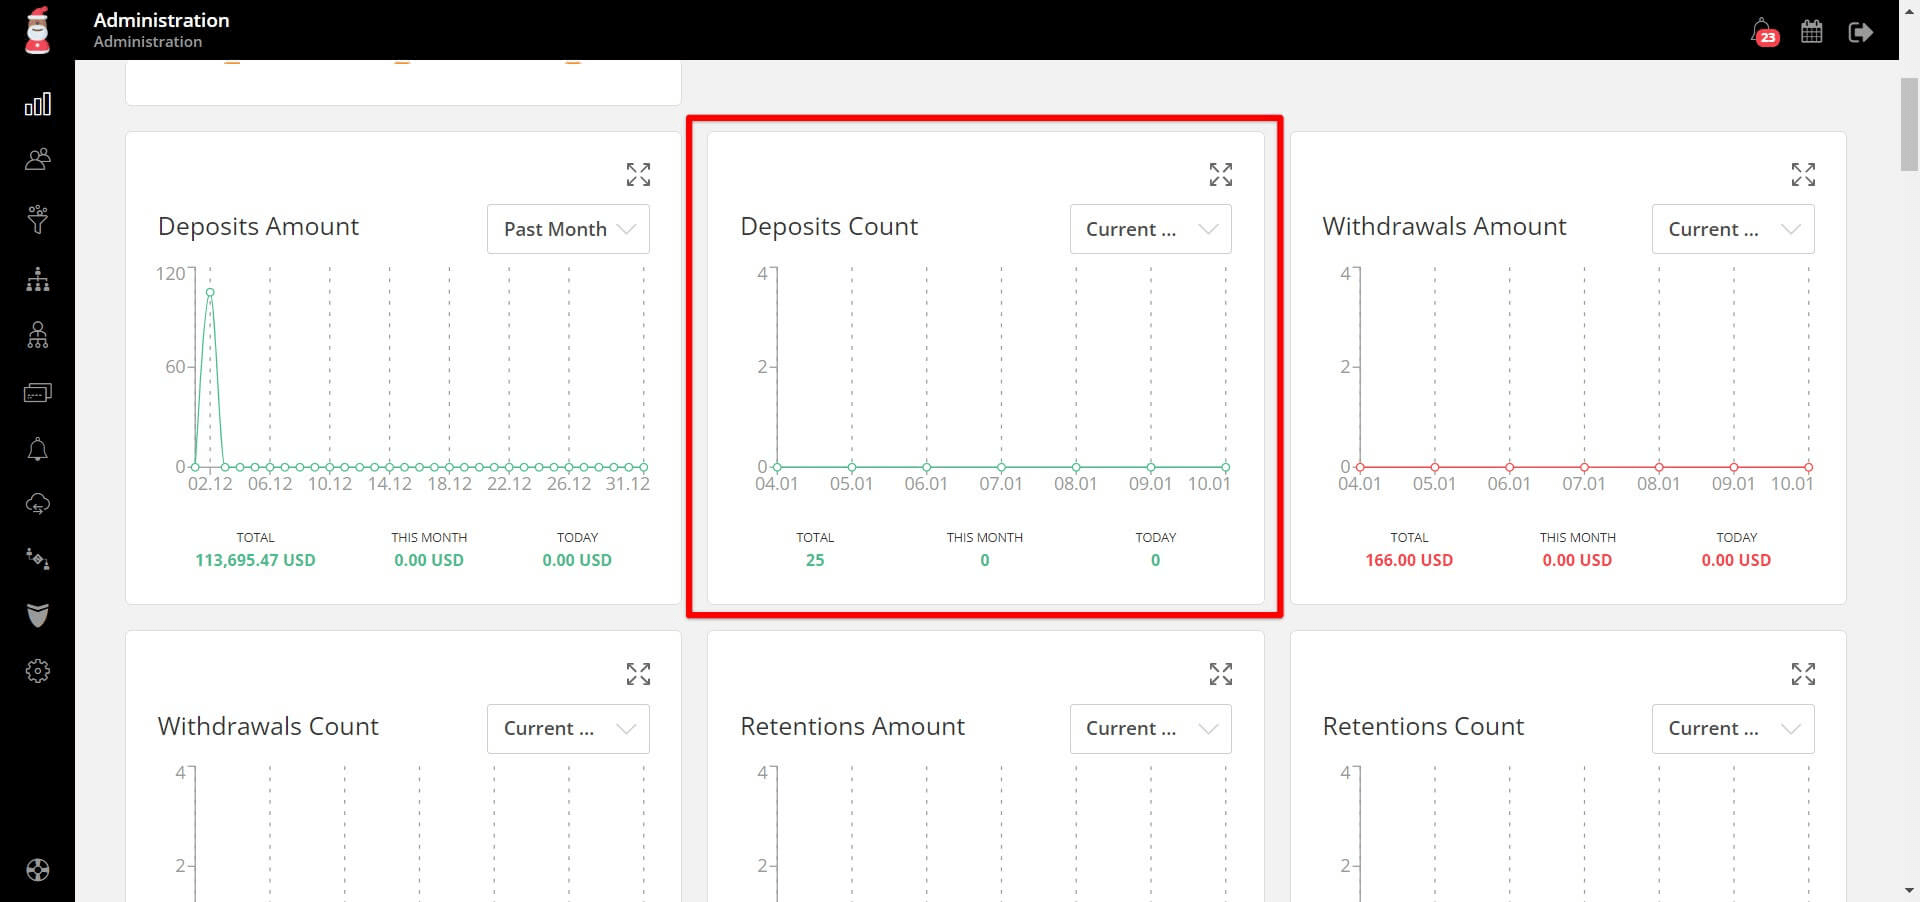 Administration
Administration
23
Deposits Amount
Past Month
120
60
0
02.12 06.12 10.12 14.12 18.12 22.12 26.12 31.12
TOTAL THIS MONTH TODAY
113,695.47 USD 0.00 USD 0.00 USD
Deposits Count
Current ...
4
2
0
04.01 05.01 06.01 07.01 08.01 09.01 10.01
TOTAL THIS MONTH TODAY
25 0 0
Withdrawals Amount
Current ...
4
2
0
04.01 05.01 06.01 07.01 08.01 09.01 10.01
TOTAL THIS MONTH TODAY
166.00 USD 0.00 USD 0.00 USD
Withdrawals Count
Current ...
4
2
Retentions Amount
Current ...
4
2
Retentions Count
Current ...
4
2